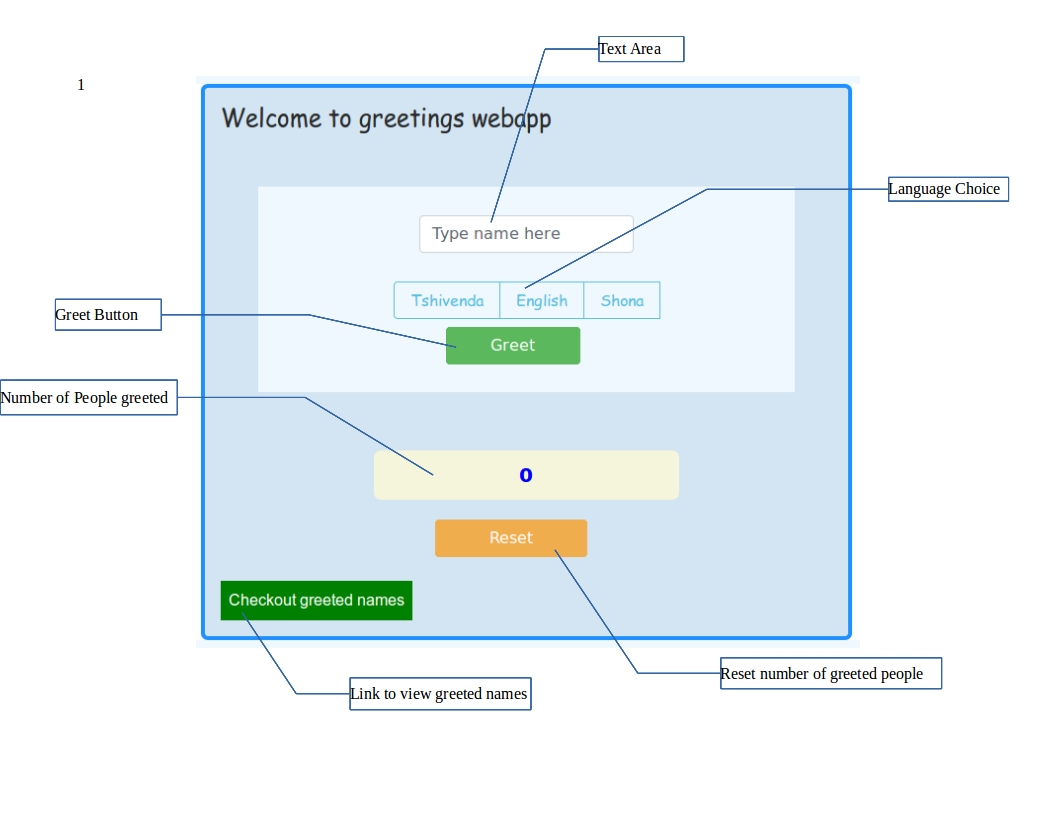 Text Area
1
Welcome to greetings webapp
Language Choice
Type name here
Tshivenda English Shona
Greet Button
Greet
Number of People greeted
0
Reset
Checkout greeted names
Reset number of greeted people
Link to view greeted names